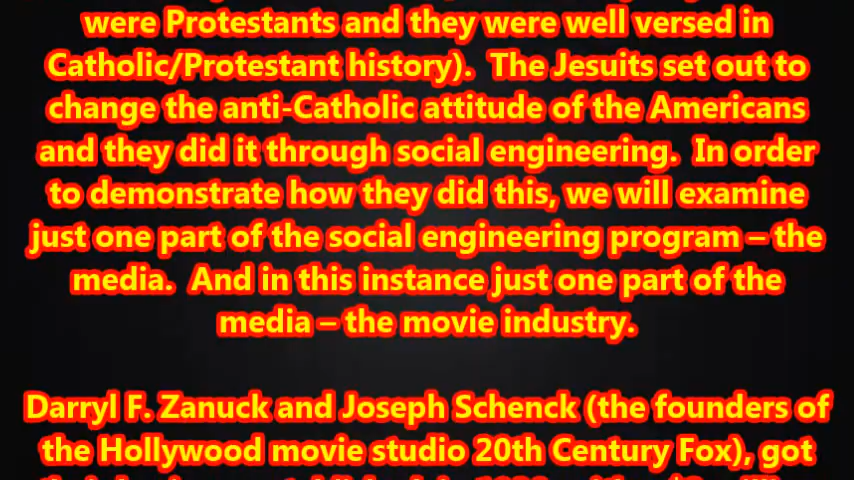 were Protestants and they were well versed in
Catholic/Protestant history).  The Jesuits set out to
change the anti-Catholic attitude of the Americans
and they did it through social engineering.  In order
to demonstrate how they did this, we will examine
just one part of the social engineering program – the
media.  And in this instance just one part of the
media – the movie industry.
Darryl F. Zanuck and Joseph Schenck (the founders of
the Hollywood movie studio 20th Century Fox), got